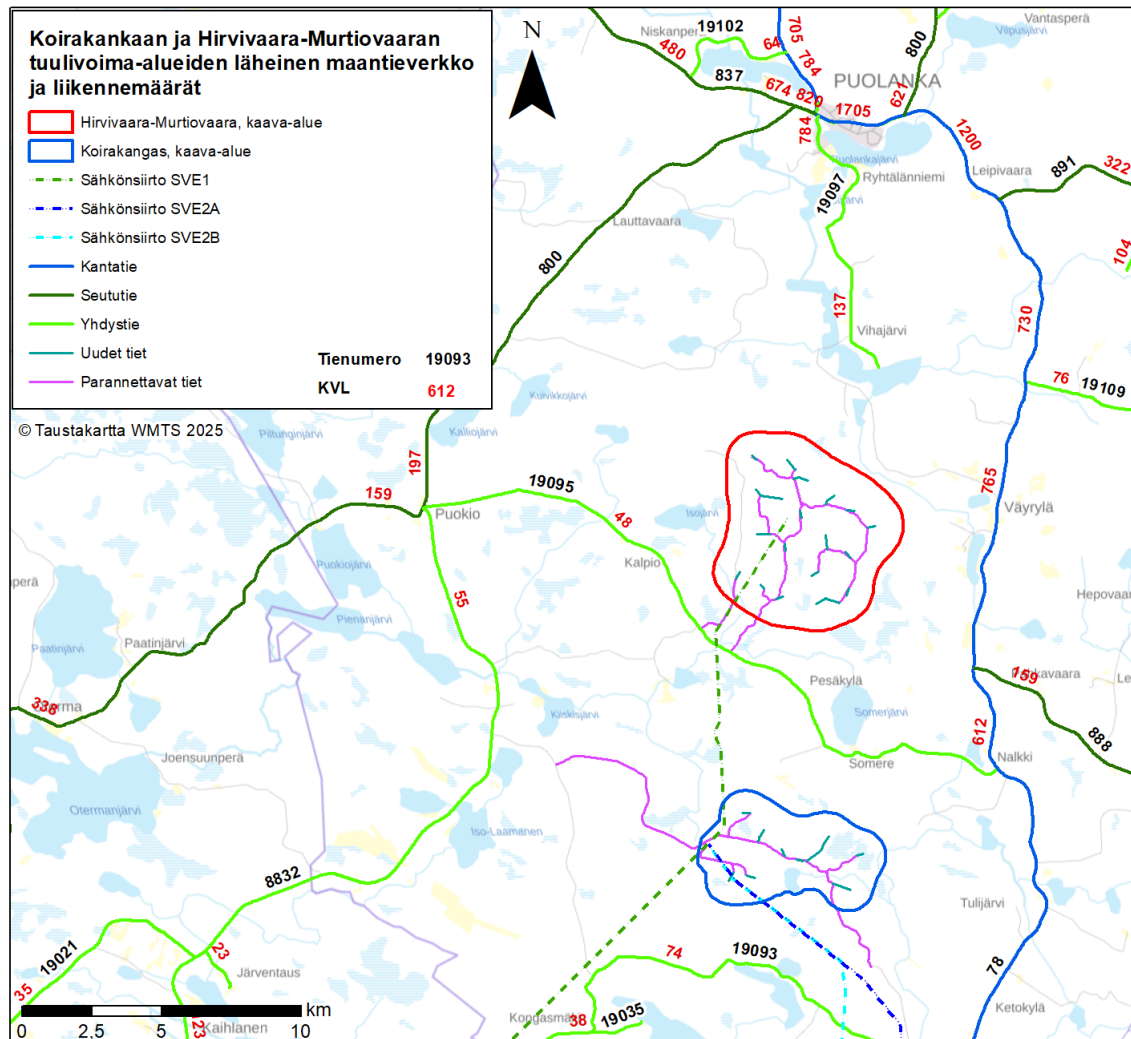 Koirakankaan ja Hirvivaara-Murtiovaaran
tuulivoima-alueiden läheinen maantieverkko
ja liikennemäärät
Hirvivaara-Murtiovaara, kaava-alue
Koirakangas, kaava-alue
Sähkönsiirto SVE1
Sähkönsiirto SVE2A
Sähkönsiirto SVE2B
Kantatie
Seututie
Yhdystie
Uudet tiet
Parannettavat tiet
Tienumero 19093
KVL 612
© Taustakartta WMTS 2025
N
Niskanperä
19102
480
64
705
784
837
674
820
784
PUOLANKA
1705
621
800
Vantasperä
Vilpusjärvi
1200
Leipivaara
891
322
104
Puolankajärvi
Ryhtälänniemi
19097
Lauttavaara
800
137
Vihajärvi
730
76
19109
Kuivikkojärvi
Kalliojärvi
Piltunginjärvi
197
159
Puokio
19095
48
Isojärvi
Kalpio
765
Väyrylä
Puokiojärvi
Pienanjärvi
55
Hepovaar
perä
Paatinjärvi
Paatinjärvi
338
Joensuunperä
Otermanjärvi
Kiiskisjärvi
Pesäkylä
Somerjärvi
Somere
159
888
612
Nalkki
Iso-Laamanen
8832
19021
35
23
23
Järventaus
Kaihlanen
Tulijärvi
78
Ketokylä
74
19093
Kongasmäk
38
19035
0 2,5 5 10 km